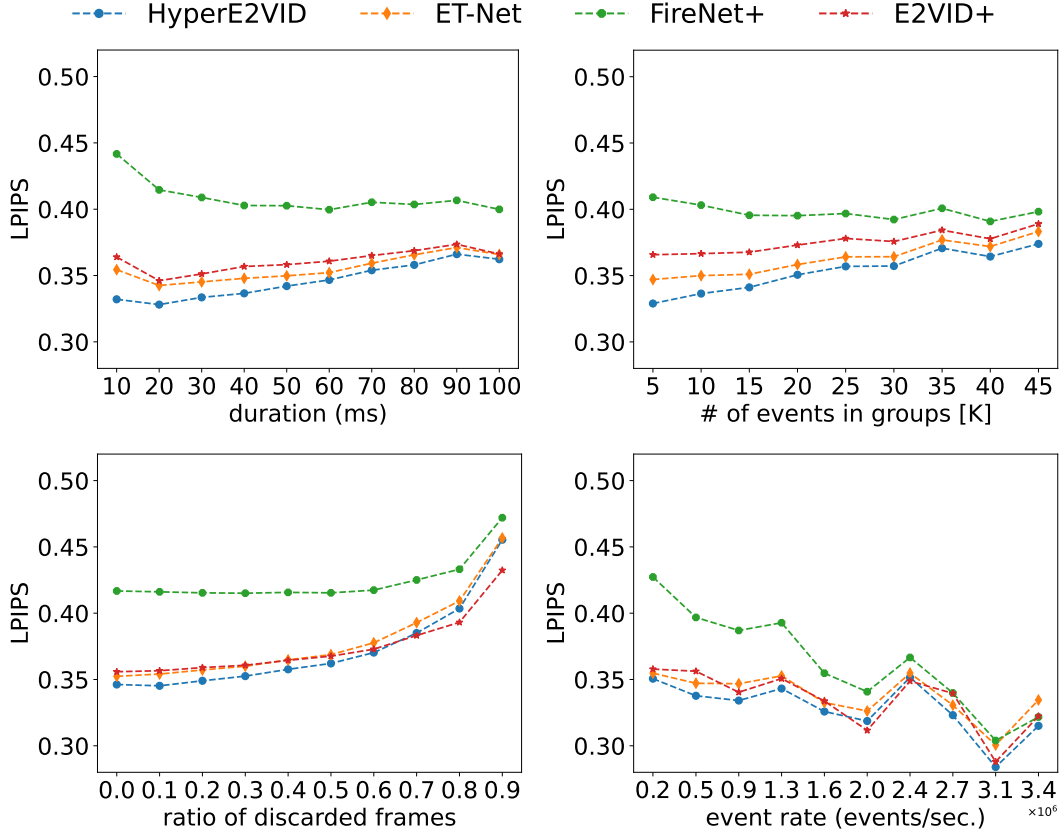 HyperE2VID ET-Net FireNet+ E2VID+
LPIPS
0.50
0.45
0.40
0.35
0.30
10 20 30 40 50 60 70 80 90 100
duration (ms)
LPIPS
0.50
0.45
0.40
0.35
0.30
5 10 15 20 25 30 35 40 45
# of events in groups [K]
LPIPS
0.50
0.45
0.40
0.35
0.30
0.0 0.1 0.2 0.3 0.4 0.5 0.6 0.7 0.8 0.9
ratio of discarded frames
LPIPS
0.50
0.45
0.40
0.35
0.30
0.2 0.5 0.9 1.3 1.6 2.0 2.4 2.7 3.1 3.4
event rate (events/sec.) ×10⁶